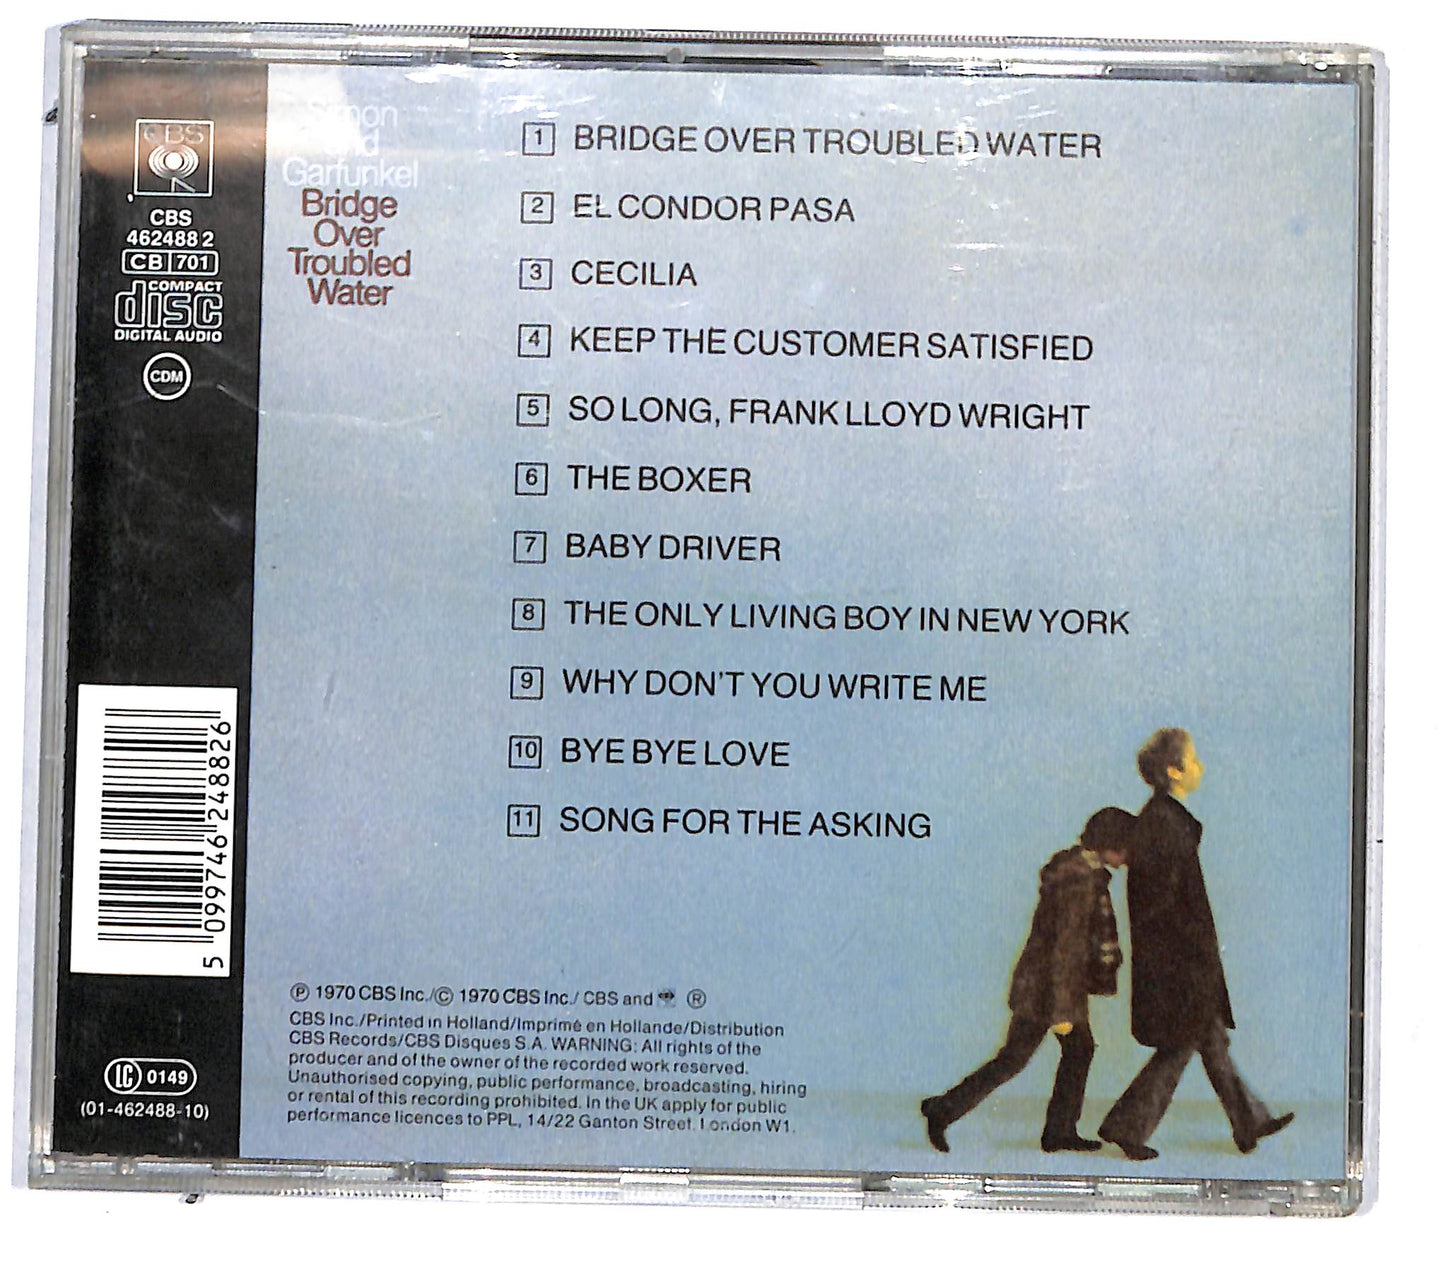 CBS
CBS
462488 2
CB 701
COMPACT
disc
DIGITAL AUDIO
CDM
Simon
and
Garfunkel
Bridge
Over
Troubled
Water
1 BRIDGE OVER TROUBLED WATER
2 EL CONDOR PASA
3 CECILIA
4 KEEP THE CUSTOMER SATISFIED
5 SO LONG, FRANK LLOYD WRIGHT
6 THE BOXER
7 BABY DRIVER
8 THE ONLY LIVING BOY IN NEW YORK
9 WHY DON'T YOU WRITE ME
10 BYE BYE LOVE
11 SONG FOR THE ASKING
5 099746 248826
LC 0149
(01-462488-10)
Ⓟ 1970 CBS Inc./© 1970 CBS Inc./ CBS and ®
CBS Inc./Printed in Holland/Imprimé en Hollande/Distribution
CBS Records/CBS Disques S.A. WARNING: All rights of the
producer and of the owner of the recorded work reserved.
Unauthorised copying, public performance, broadcasting, hiring
or rental of this recording prohibited. In the UK apply for public
performance licences to PPL, 14/22 Ganton Street, London W1.